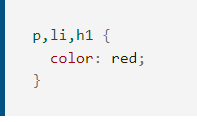 p,li,h1 {
  color: red;
}